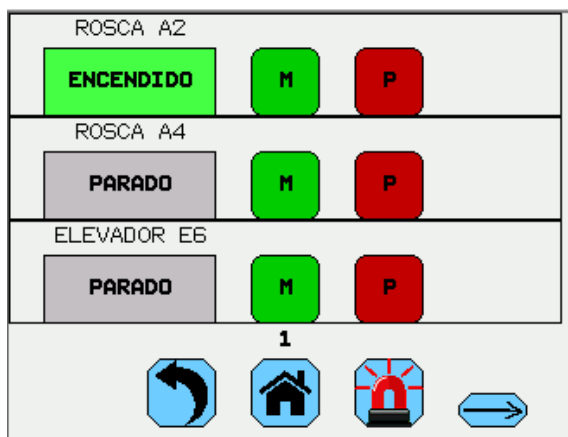 ROSCA A2
ENCENDIDO M P
ROSCA A4
PARADO M P
ELEVADOR E6
PARADO M P
1